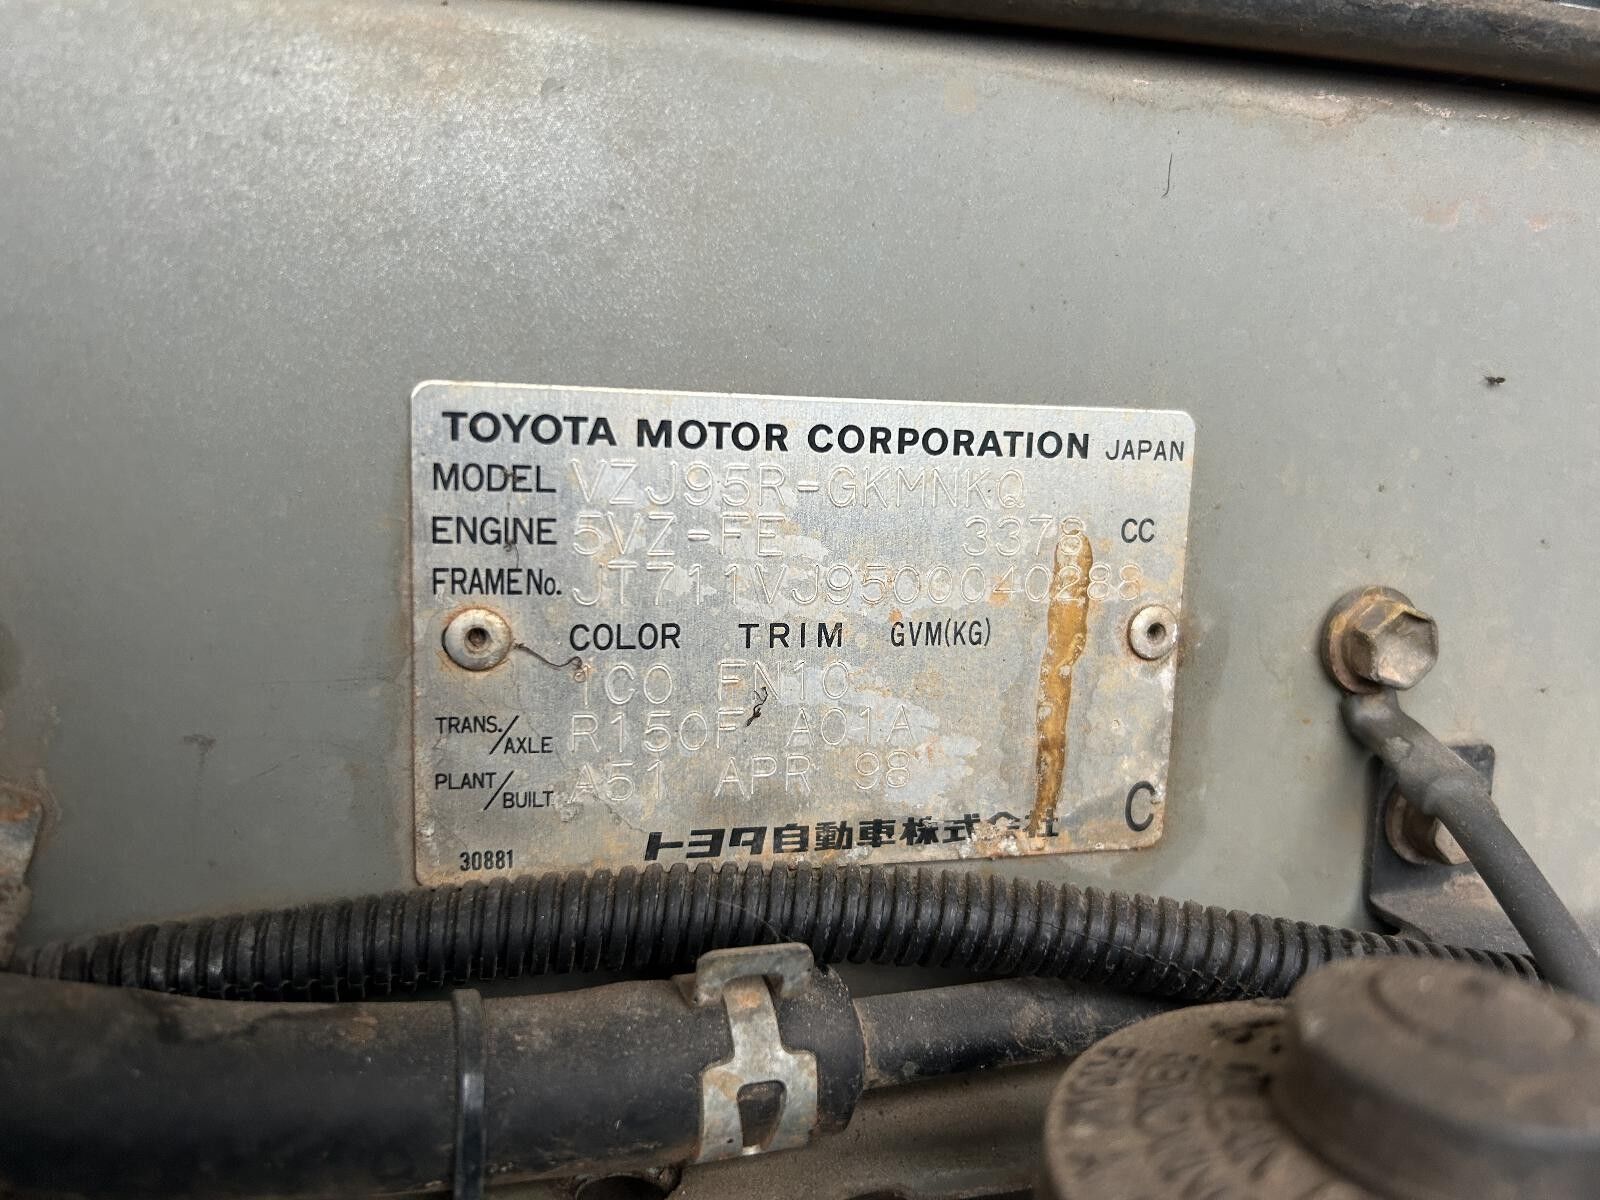 TOYOTA MOTOR CORPORATION JAPAN
MODEL VZJ95R-GKMNKQ
ENGINE 5VZ-FE 3378 CC
FRAME No. JT711VJ9500040288
COLOR TRIM GVM(KG)
1C0 FN10
TRANS./AXLE R150F A01A
PLANT/BUILT A51 APR 98
C
30881 トヨタ自動車株式会社